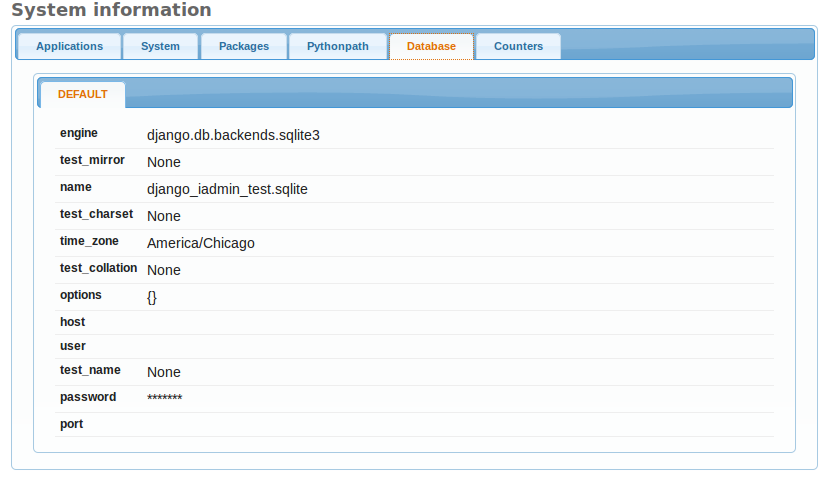 System information
Applications System Packages Pythonpath Database Counters
DEFAULT
engine django.db.backends.sqlite3
test_mirror None
name django_iadmin_test.sqlite
test_charset None
time_zone America/Chicago
test_collation None
options {}
host
user
test_name None
password *******
port